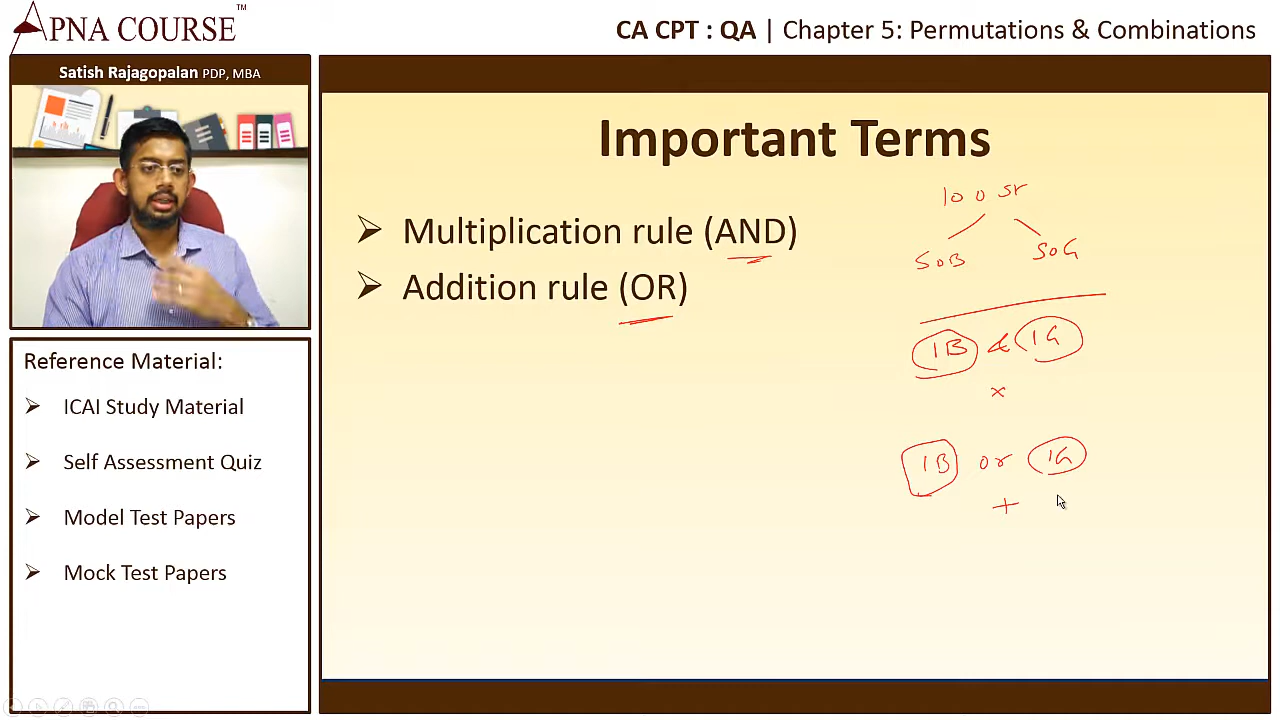 APNA COURSE™
CA CPT : QA | Chapter 5: Permutations & Combinations
Satish Rajagopalan PDP, MBA
Reference Material:
ICAI Study Material
Self Assessment Quiz
Model Test Papers
Mock Test Papers
Important Terms
Multiplication rule (AND)
Addition rule (OR)
100 St
50B 50G
1B & 1G
×
1B or 1G
+